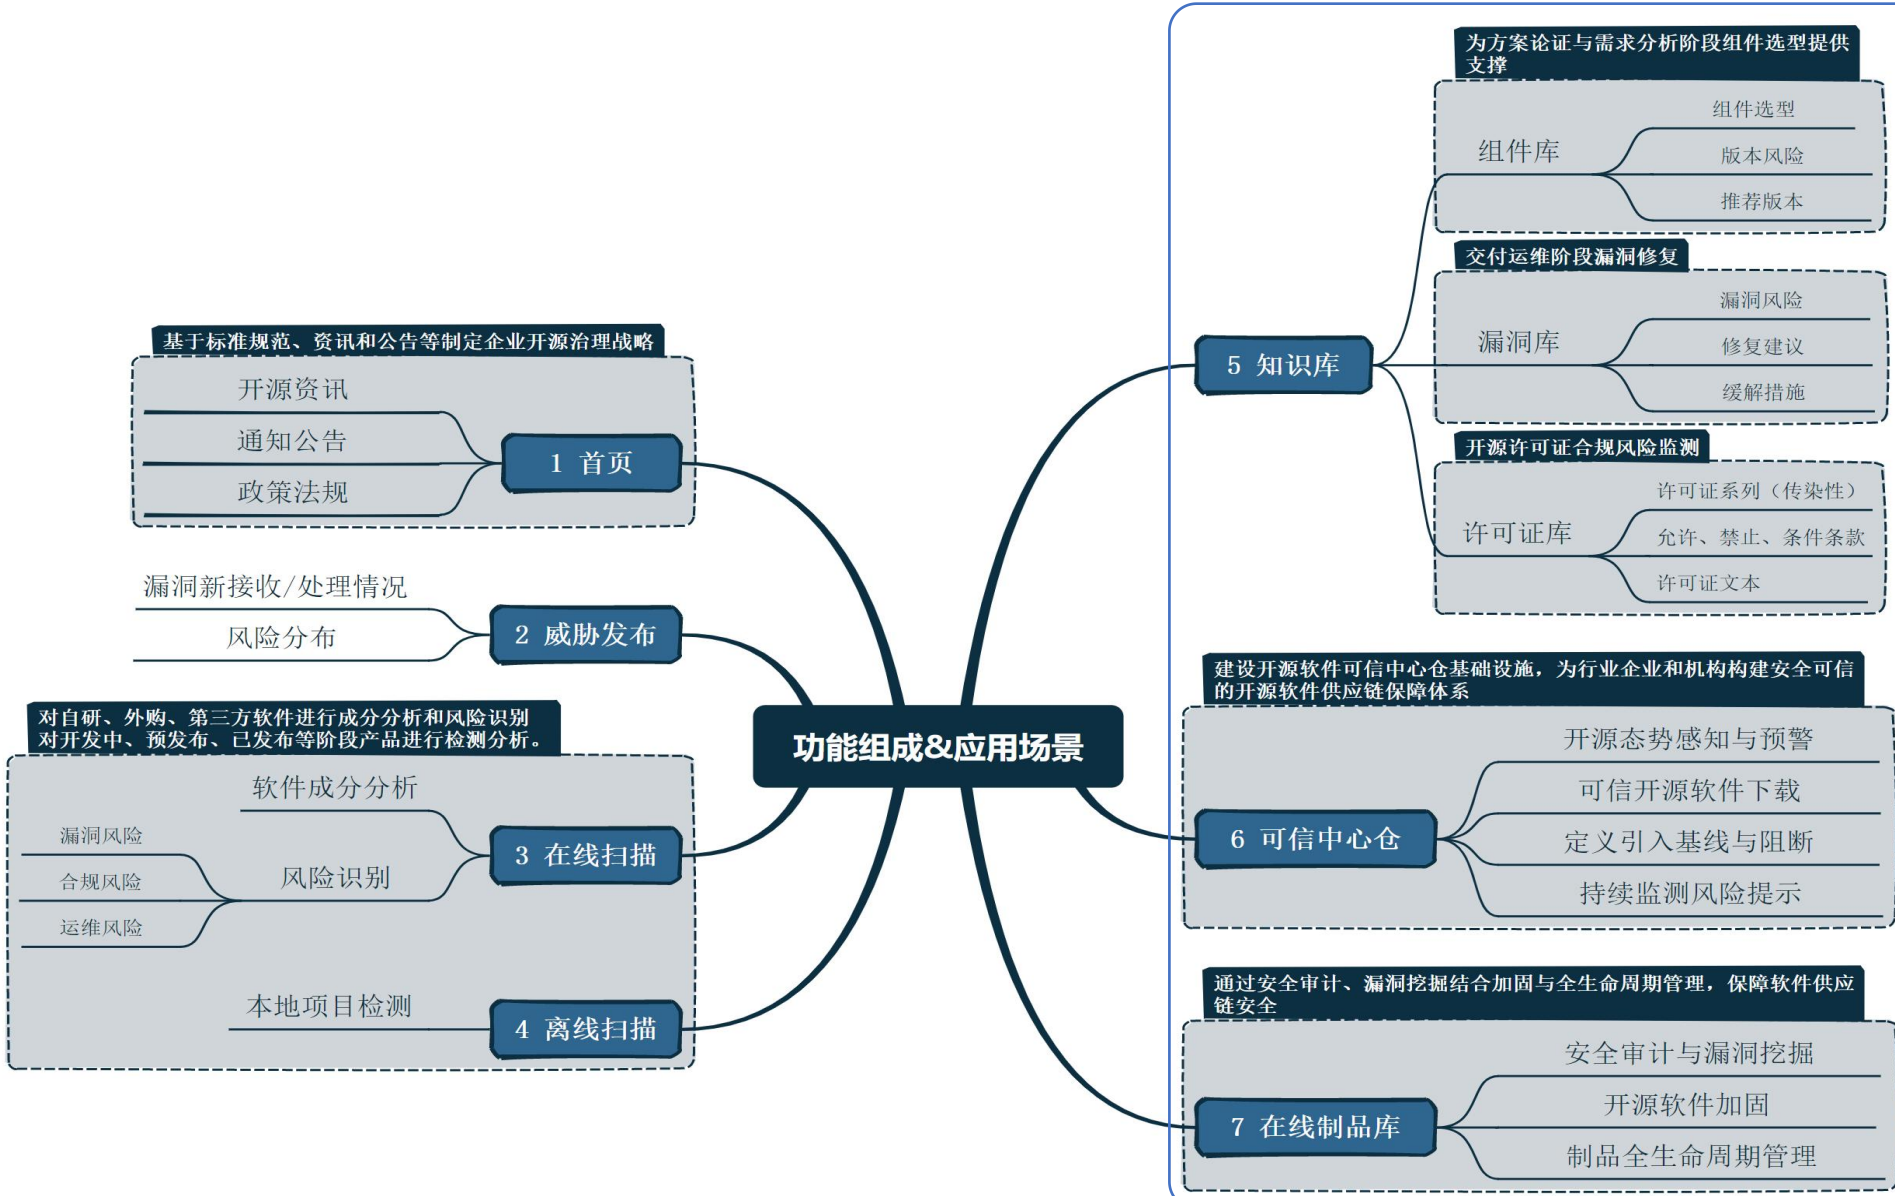 功能组成&应用场景
基于标准规范、资讯和公告等制定企业开源治理战略
1 首页
开源资讯
通知公告
政策法规
2 威胁发布
漏洞新接收/处理情况
风险分布
对自研、外购、第三方软件进行成分分析和风险识别
对开发中、预发布、已发布等阶段产品进行检测分析。
3 在线扫描
软件成分分析
风险识别
漏洞风险
合规风险
运维风险
4 离线扫描
本地项目检测
5 知识库
为方案论证与需求分析阶段组件选型提供
支撑
组件库
组件选型
版本风险
推荐版本
交付运维阶段漏洞修复
漏洞库
漏洞风险
修复建议
缓解措施
开源许可证合规风险监测
许可证库
许可证系列（传染性）
允许、禁止、条件条款
许可证文本
建设开源软件可信中心仓基础设施，为行业企业和机构构建安全可信
的开源软件供应链保障体系
6 可信中心仓
开源态势感知与预警
可信开源软件下载
定义引入基线与阻断
持续监测风险提示
通过安全审计、漏洞挖掘结合加固与全生命周期管理，保障软件供应
链安全
7 在线制品库
安全审计与漏洞挖掘
开源软件加固
制品全生命周期管理